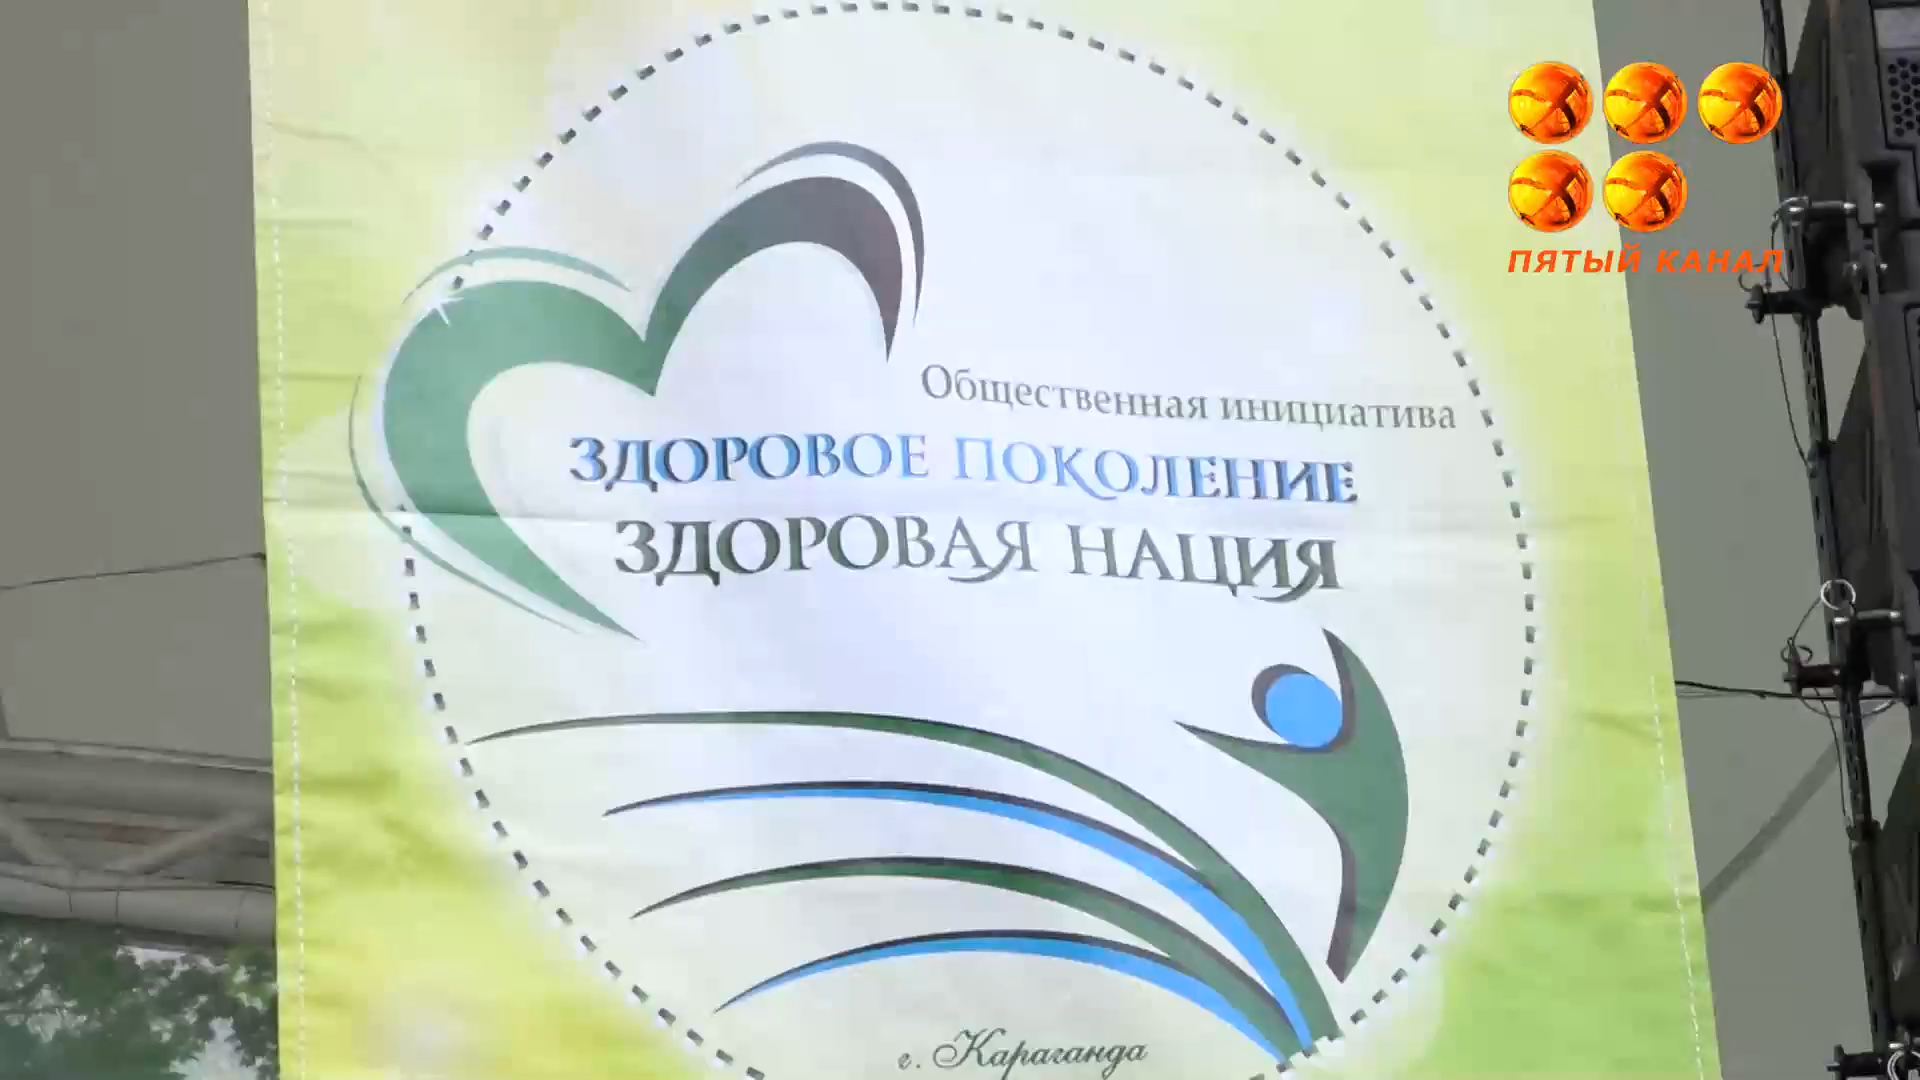 ПЯТЫЙ КАНАЛ
Общественная инициатива
ЗДОРОВОЕ ПОКОЛЕНИЕ
ЗДОРОВАЯ НАЦИЯ
г. Караганда